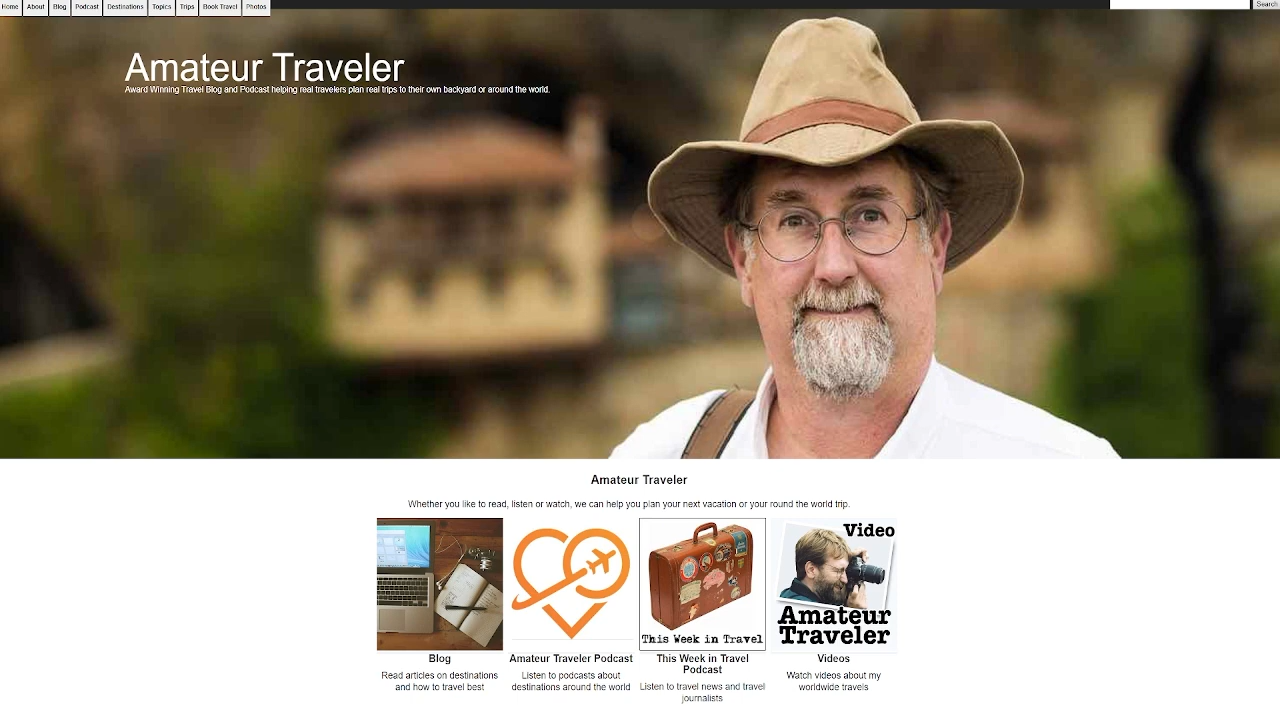 Home About Blog Podcast Destinations Topics Trips Book Travel Photos Search
Amateur Traveler
Award Winning Travel Blog and Podcast helping real travelers plan real trips to their own backyard or around the world.
Amateur Traveler
Whether you like to read, listen or watch, we can help you plan your next vacation or your round the world trip.
This Week in Travel
Video
Amateur
Traveler
Blog
Read articles on destinations
and how to travel best
Amateur Traveler Podcast
Listen to podcasts about
destinations around the world
This Week in Travel
Podcast
Listen to travel news and travel
journalists
Videos
Watch videos about my
worldwide travels